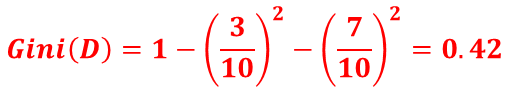 Gini(D) = 1 − (3/10)² − (7/10)² = 0.42